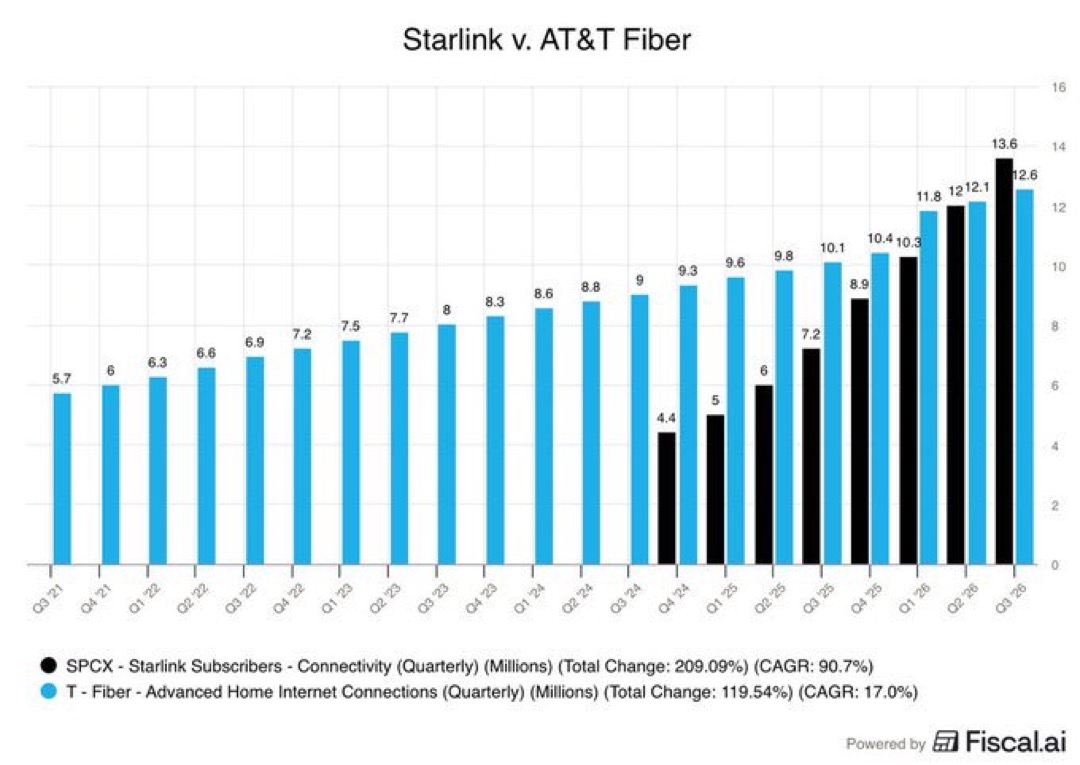 Starlink v. AT&T Fiber
16
14
12
10
8
6
4
2
0
5.7
6
6.3
6.6
6.9
7.2
7.5
7.7
8
8.3
8.6
8.8
9
4.4
9.3
5
9.6
6
9.8
7.2
10.1
8.9
10.4
10.3
11.8
12
12.1
13.6
12.6
Q3 '21
Q4 '21
Q1 '22
Q2 '22
Q3 '22
Q4 '22
Q1 '23
Q2 '23
Q3 '23
Q4 '23
Q1 '24
Q2 '24
Q3 '24
Q4 '24
Q1 '25
Q2 '25
Q3 '25
Q4 '25
Q1 '26
Q2 '26
Q3 '26
SPCX - Starlink Subscribers - Connectivity (Quarterly) (Millions) (Total Change: 209.09%) (CAGR: 90.7%)
T - Fiber - Advanced Home Internet Connections (Quarterly) (Millions) (Total Change: 119.54%) (CAGR: 17.0%)
Powered by Fiscal.ai